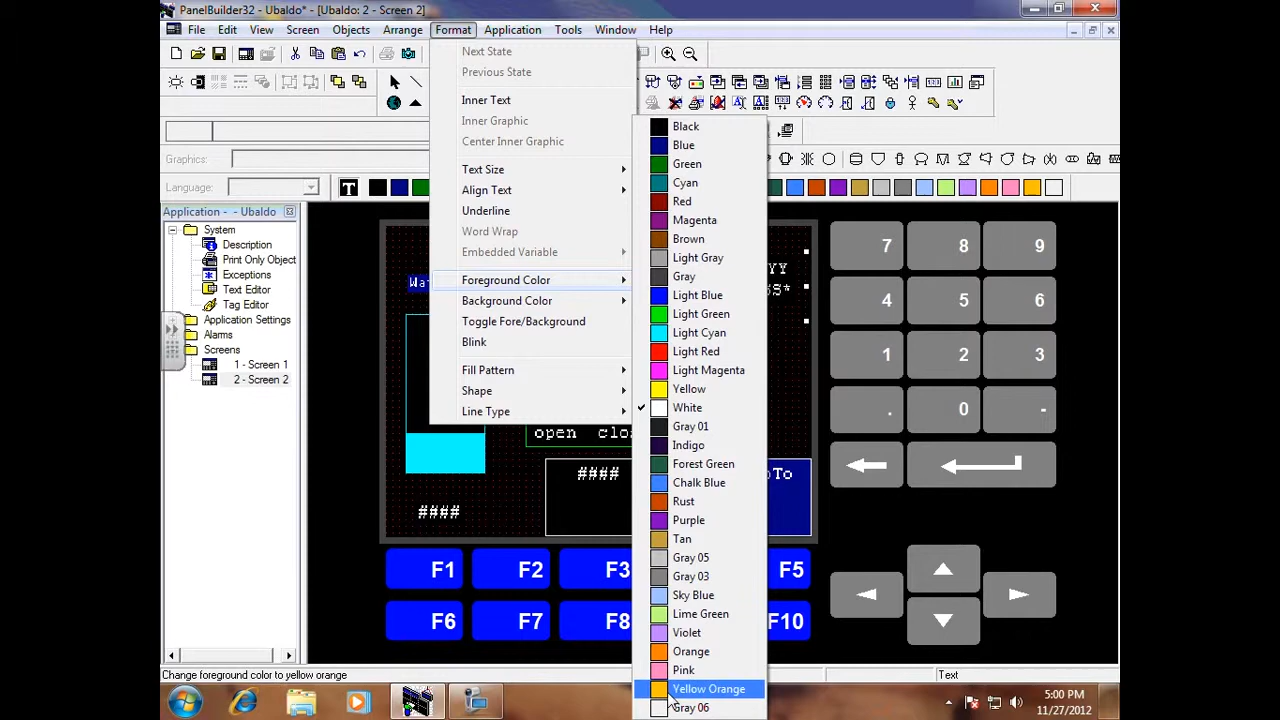 PanelBuilder32 - Ubaldo* - [Ubaldo: 2 - Screen 2]
File Edit View Screen Objects Arrange Format Application Tools Window Help
Next State
Previous State
Inner Text
Inner Graphic
Center Inner Graphic
Text Size
Align Text
Underline
Word Wrap
Embedded Variable
Foreground Color
Background Color
Toggle Fore/Background
Blink
Fill Pattern
Shape
Line Type
Black
Blue
Green
Cyan
Red
Magenta
Brown
Light Gray
Gray
Light Blue
Light Green
Light Cyan
Light Red
Light Magenta
Yellow
White
Gray 01
Indigo
Forest Green
Chalk Blue
Rust
Purple
Tan
Gray 05
Gray 03
Sky Blue
Lime Green
Violet
Orange
Pink
Yellow Orange
Gray 06
Graphics:
Language:
T
Application - - Ubaldo
System
Description
Print Only Object
Exceptions
Text Editor
Tag Editor
Application Settings
Alarms
Screens
1 - Screen 1
2 - Screen 2
Wa
YY
SS*
open clo
####
oTo
####
7 8 9
4 5 6
1 2 3
. 0 -
F1 F2 F3 F5
F6 F7 F8 F10
Change foreground color to yellow orange
Text
5:00 PM
11/27/2012